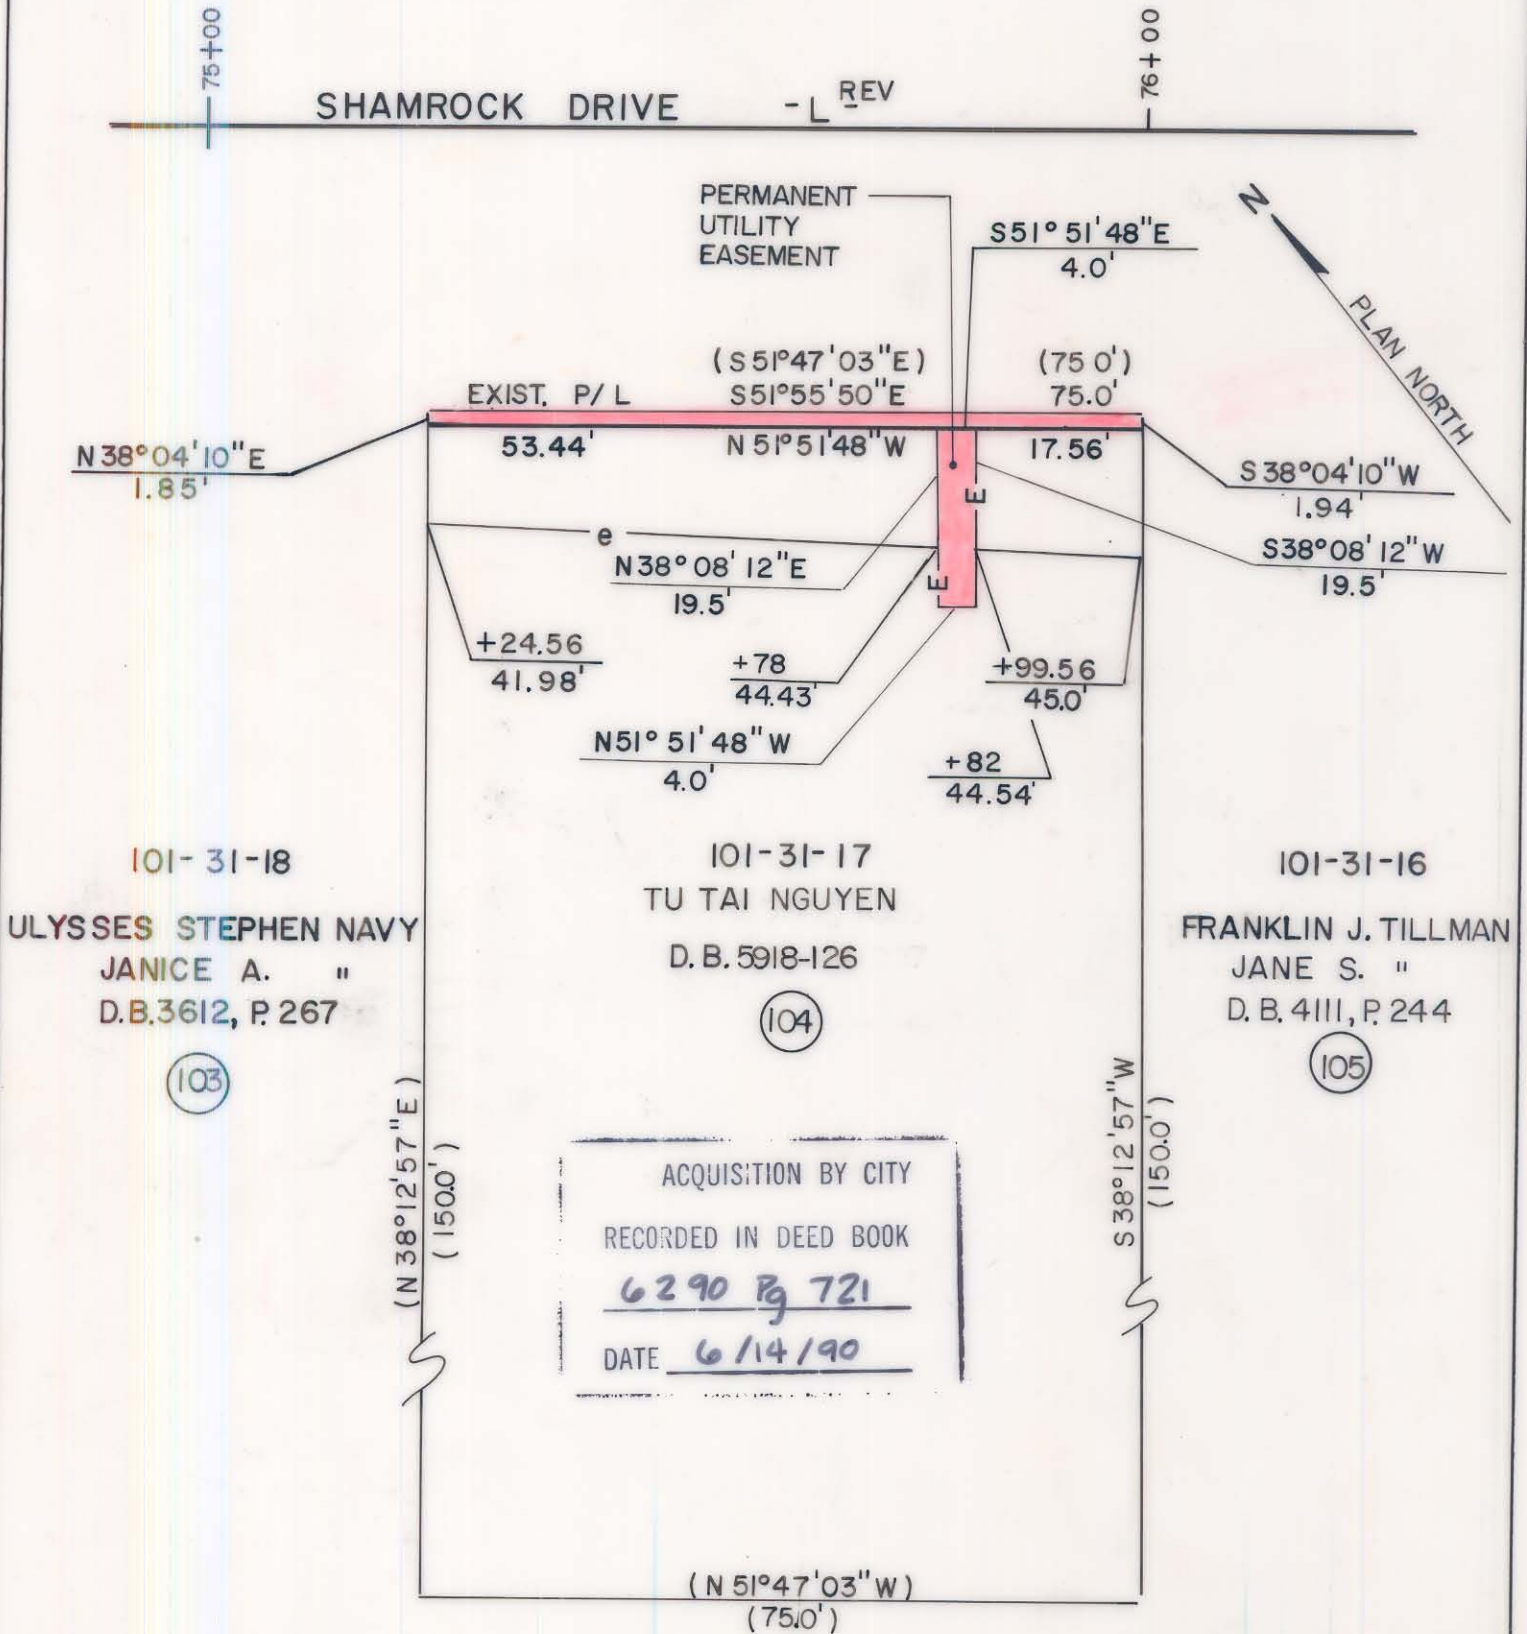 75+00
76+00
SHAMROCK DRIVE -L REV
PERMANENT
UTILITY
EASEMENT
S51°51'48"E
4.0'
N
PLAN NORTH
(S51°47'03"E) (75 0')
EXIST. P/L S51°55'50"E 75.0'
53.44' N51°51'48"W 17.56'
N38°04'10"E
1.85'
S38°04'10"W
1.94'
E
e
S38°08'12"W
19.5'
N38°08'12"E
19.5'
E
+24.56
41.98'
+78
44.43'
+99.56
45.0'
N51°51'48"W
4.0'
+82
44.54'
101-31-18
ULYSSES STEPHEN NAVY
JANICE A. "
D.B.3612, P. 267
103
101-31-17
TU TAI NGUYEN
D.B. 5918-126
104
101-31-16
FRANKLIN J. TILLMAN
JANE S. "
D.B. 4111, P. 244
105
(N38°12'57"E)
(150.0')
S38°12'57"W
(150.0')
ACQUISITION BY CITY
RECORDED IN DEED BOOK
6290 Pg 721
DATE 6/14/90
(N51°47'03"W)
(75.0')